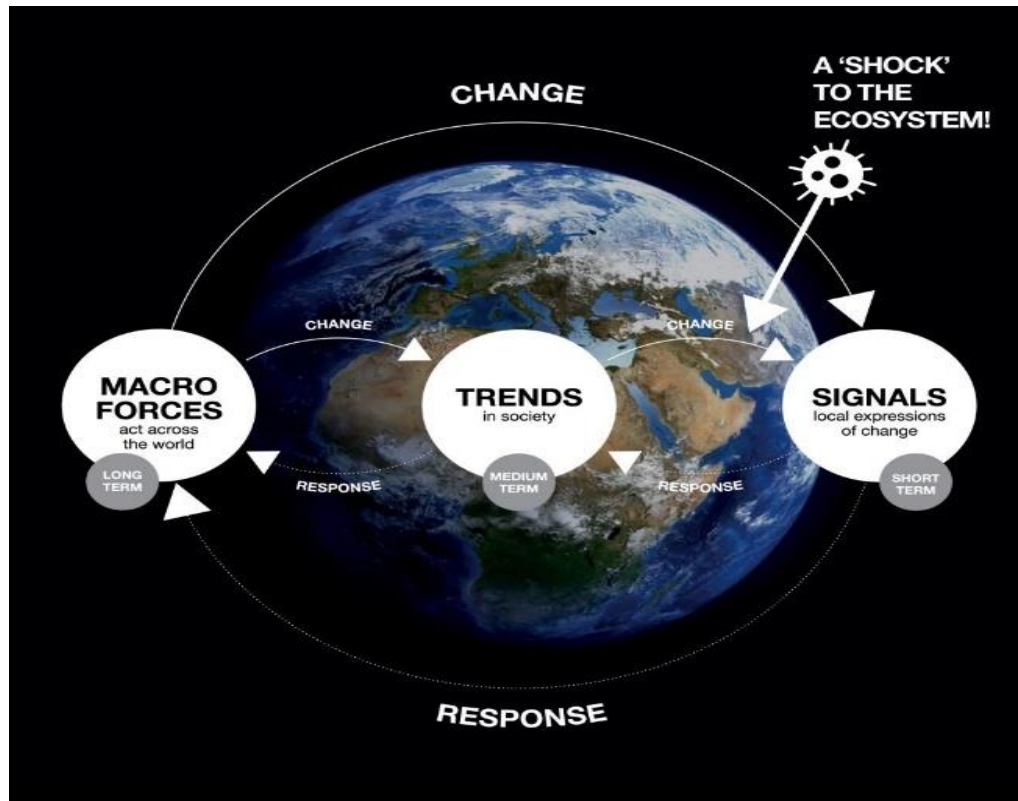 CHANGE
A ‘SHOCK’
TO THE
ECOSYSTEM!
CHANGE
CHANGE
MACRO
FORCES
act across
the world
LONG
TERM
TRENDS
in society
MEDIUM
TERM
SIGNALS
local expressions
of change
SHORT
TERM
RESPONSE
RESPONSE
RESPONSE